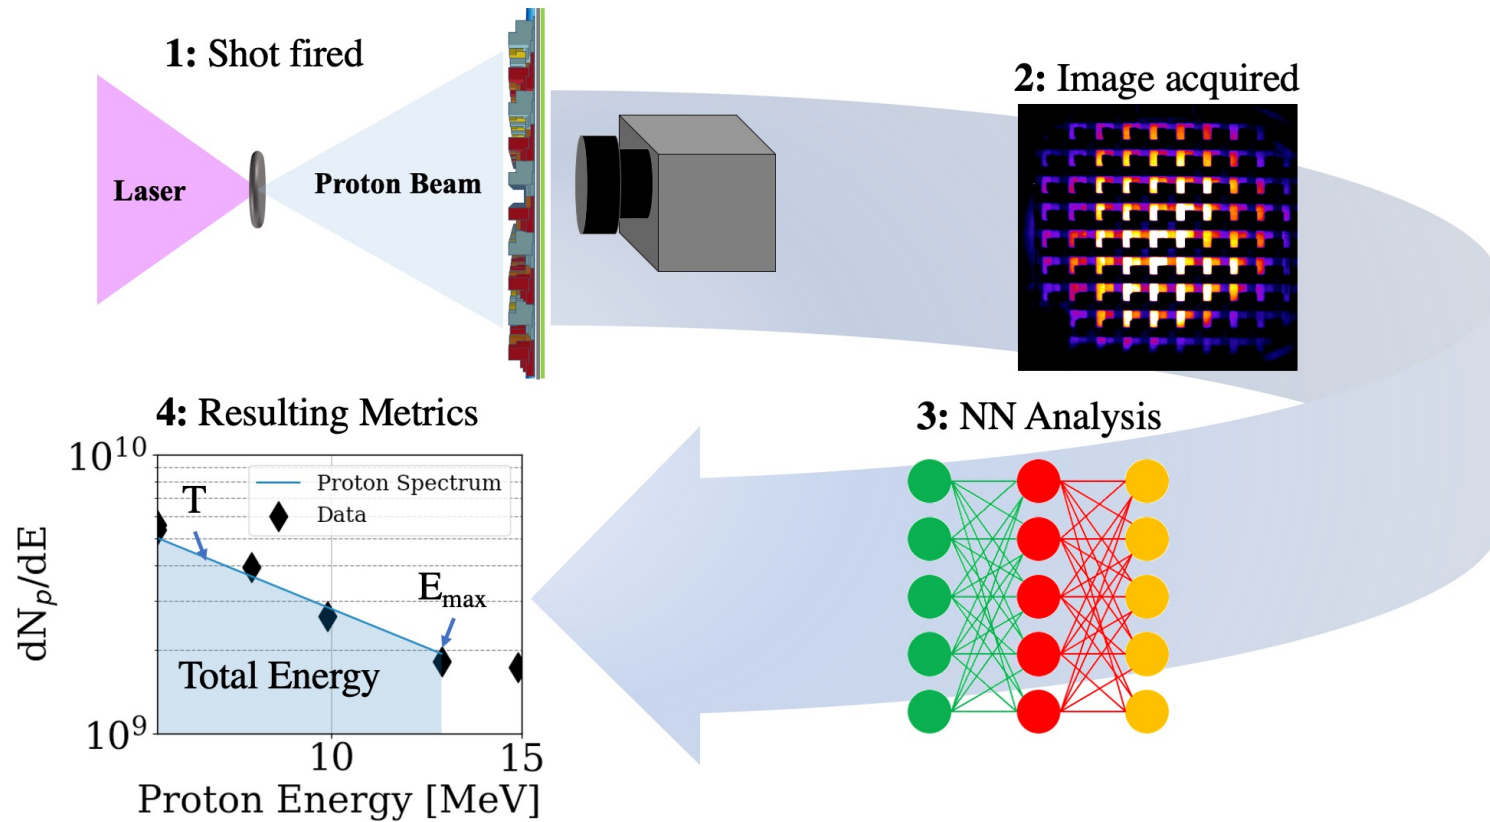 1: Shot fired
Laser
Proton Beam
2: Image acquired
3: NN Analysis
4: Resulting Metrics
10^10
Proton Spectrum
Data
T
E_max
Total Energy
dN_p/dE
10^9
10
15
Proton Energy [MeV]